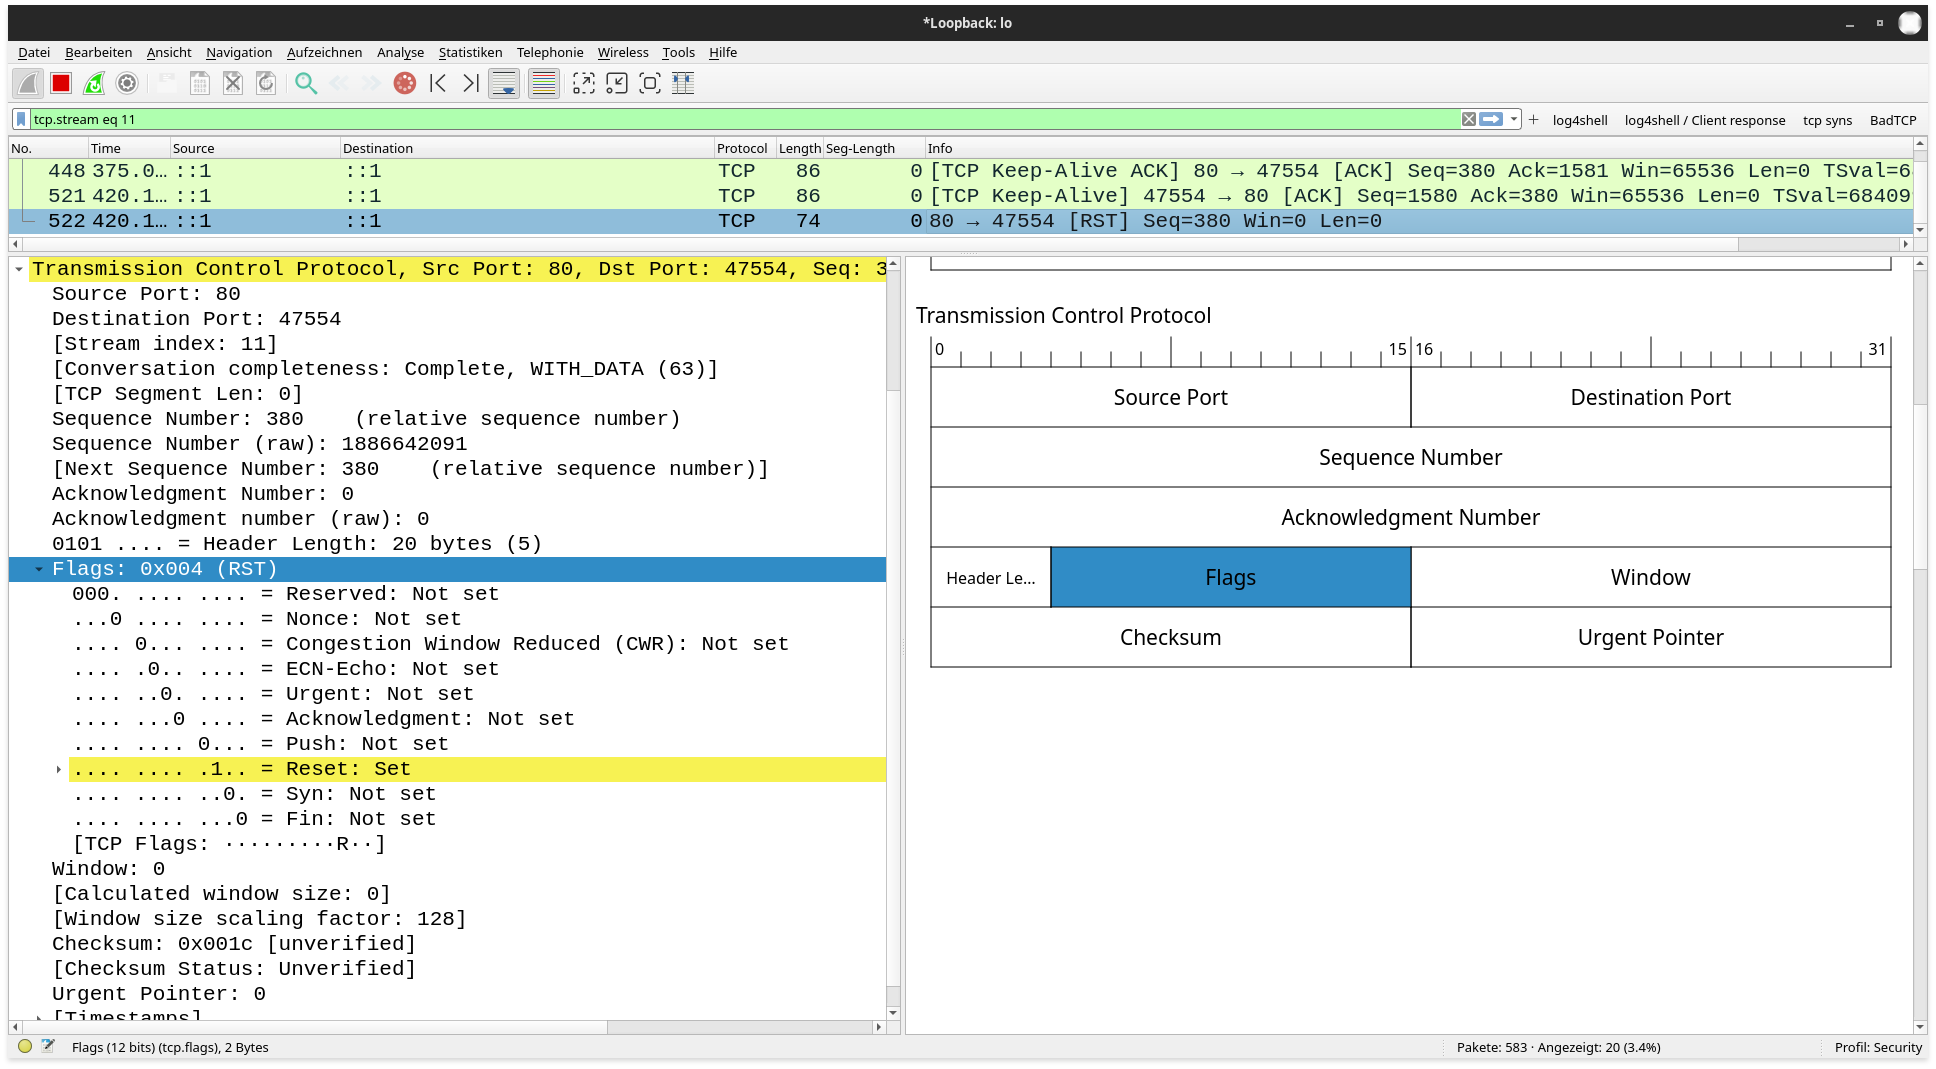 *Loopback: lo
Datei Bearbeiten Ansicht Navigation Aufzeichnen Analyse Statistiken Telephonie Wireless Tools Hilfe
tcp.stream eq 11
log4shell log4shell / Client response tcp syns BadTCP
No. Time Source Destination Protocol Length Seg-Length Info
448 375.0… ::1 ::1 TCP 86 0 [TCP Keep-Alive ACK] 80 → 47554 [ACK] Seq=380 Ack=1581 Win=65536 Len=0 TSval=6
521 420.1… ::1 ::1 TCP 86 0 [TCP Keep-Alive] 47554 → 80 [ACK] Seq=1580 Ack=380 Win=65536 Len=0 TSval=68409
522 420.1… ::1 ::1 TCP 74 0 80 → 47554 [RST] Seq=380 Win=0 Len=0
Transmission Control Protocol, Src Port: 80, Dst Port: 47554, Seq: 3
Source Port: 80
Destination Port: 47554
[Stream index: 11]
[Conversation completeness: Complete, WITH_DATA (63)]
[TCP Segment Len: 0]
Sequence Number: 380    (relative sequence number)
Sequence Number (raw): 1886642091
[Next Sequence Number: 380    (relative sequence number)]
Acknowledgment Number: 0
Acknowledgment number (raw): 0
0101 .... = Header Length: 20 bytes (5)
Flags: 0x004 (RST)
000. .... .... = Reserved: Not set
...0 .... .... = Nonce: Not set
.... 0... .... = Congestion Window Reduced (CWR): Not set
.... .0.. .... = ECN-Echo: Not set
.... ..0. .... = Urgent: Not set
.... ...0 .... = Acknowledgment: Not set
.... .... 0... = Push: Not set
.... .... .1.. = Reset: Set
.... .... ..0. = Syn: Not set
.... .... ...0 = Fin: Not set
[TCP Flags: ·········R··]
Window: 0
[Calculated window size: 0]
[Window size scaling factor: 128]
Checksum: 0x001c [unverified]
[Checksum Status: Unverified]
Urgent Pointer: 0
[Timestamps]
Transmission Control Protocol
0 15 16 31
Source Port Destination Port
Sequence Number
Acknowledgment Number
Header Le… Flags Window
Checksum Urgent Pointer
Flags (12 bits) (tcp.flags), 2 Bytes
Pakete: 583 · Angezeigt: 20 (3.4%)
Profil: Security